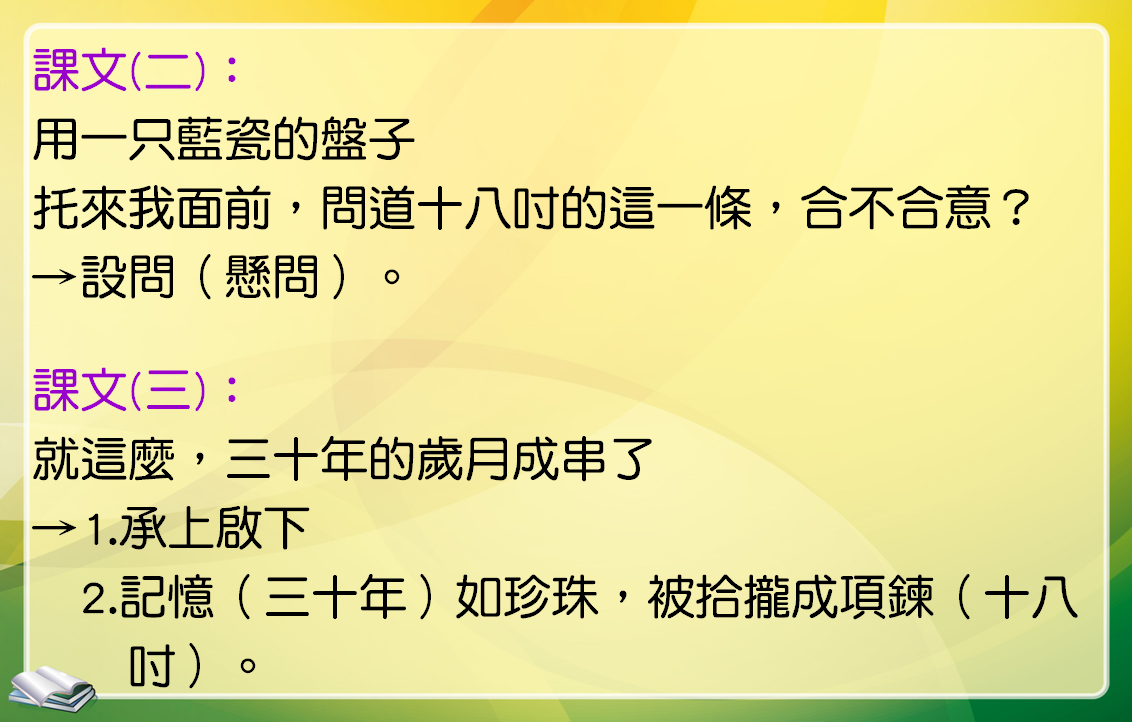 課文(二)：
用一只藍瓷的盤子
托來我面前，問道十八吋的這一條，合不合意？
→設問（懸問）。
課文(三)：
就這麼，三十年的歲月成串了
→1.承上啟下
2.記憶（三十年）如珍珠，被拾攏成項鍊（十八
吋）。